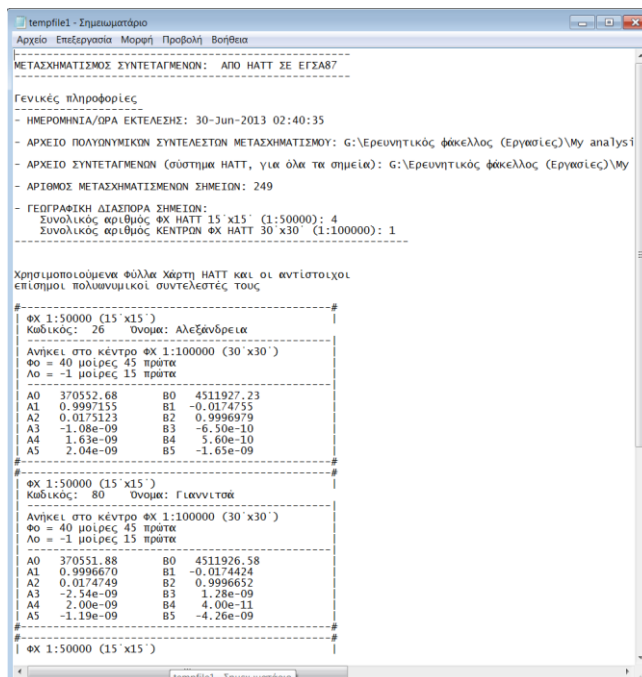 tempfile1 - Σημειωματάριο
Αρχείο Επεξεργασία Μορφή Προβολή Βοήθεια
----------------------------------------------------
ΜΕΤΑΣΧΗΜΑΤΙΣΜΟΣ ΣΥΝΤΕΤΑΓΜΕΝΩΝ: ΑΠΟ HATT ΣΕ ΕΓΣΑ87
----------------------------------------------------
Γενικές πληροφορίες
--------------------
- ΗΜΕΡΟΜΗΝΙΑ/ΩΡΑ ΕΚΤΕΛΕΣΗΣ: 30-Jun-2013 02:40:35
- ΑΡΧΕΙΟ ΠΟΛΥΩΝΥΜΙΚΩΝ ΣΥΝΤΕΛΕΣΤΩΝ ΜΕΤΑΣΧΗΜΑΤΙΣΜΟΥ: G:\Ερευνητικός φάκελλος (Εργασίες)\My analysi
- ΑΡΧΕΙΟ ΣΥΝΤΕΤΑΓΜΕΝΩΝ (σύστημα HATT, για όλα τα σημεία): G:\Ερευνητικός φάκελλος (Εργασίες)\My
- ΑΡΙΘΜΟΣ ΜΕΤΑΣΧΗΜΑΤΙΣΜΕΝΩΝ ΣΗΜΕΙΩΝ: 249
- ΓΕΩΓΡΑΦΙΚΗ ΔΙΑΣΠΟΡΑ ΣΗΜΕΙΩΝ:
Συνολικός αριθμός ΦΧ HATT 15΄x15΄ (1:50000): 4
Συνολικός αριθμός ΚΕΝΤΡΩΝ ΦΧ HATT 30΄x30΄ (1:100000): 1
------------------------------------------------------------
Χρησιμοποιούμενα Φύλλα Χάρτη HATT και οι αντίστοιχοι
επίσημοι πολυωνυμικοί συντελεστές τους
#-----------------------------------------------#
| ΦΧ 1:50000 (15΄x15΄) |
| Κωδικός: 26 Όνομα: Αλεξάνδρεια
|-----------------------------------------------|
| Ανήκει στο κέντρο ΦΧ 1:100000 (30΄x30΄) |
| Φο = 40 μοίρες 45 πρώτα |
| Λο = -1 μοίρες 15 πρώτα |
|-----------------------------------------------|
| A0 370552.68 B0 4511927.23 |
| A1 0.9997155 B1 -0.0174755 |
| A2 0.0175123 B2 0.9996979 |
| A3 -1.08e-09 B3 -6.50e-10 |
| A4 1.63e-09 B4 5.60e-10 |
| A5 2.04e-09 B5 -1.65e-09 |
#-----------------------------------------------#
#-----------------------------------------------#
| ΦΧ 1:50000 (15΄x15΄) |
| Κωδικός: 80 Όνομα: Γιαννιτσά
|-----------------------------------------------|
| Ανήκει στο κέντρο ΦΧ 1:100000 (30΄x30΄) |
| Φο = 40 μοίρες 45 πρώτα |
| Λο = -1 μοίρες 15 πρώτα |
|-----------------------------------------------|
| A0 370551.88 B0 4511926.58 |
| A1 0.9996670 B1 -0.0174424 |
| A2 0.0174749 B2 0.9996652 |
| A3 -2.54e-09 B3 1.28e-09 |
| A4 2.00e-09 B4 4.00e-11 |
| A5 -1.19e-09 B5 -4.26e-09 |
#-----------------------------------------------#
#-----------------------------------------------#
| ΦΧ 1:50000 (15΄x15΄) |
tempfile1 - Σημειωματάριο